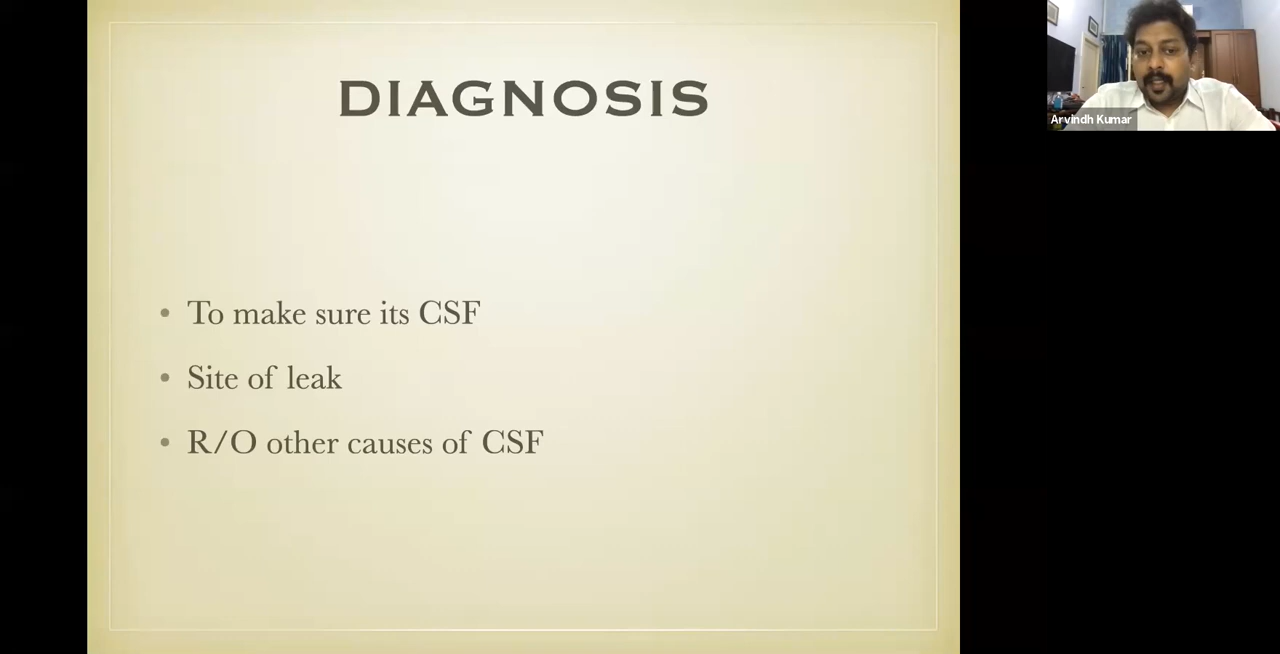 DIAGNOSIS
• To make sure its CSF
• Site of leak
• R/O other causes of CSF
Arvindh Kumar